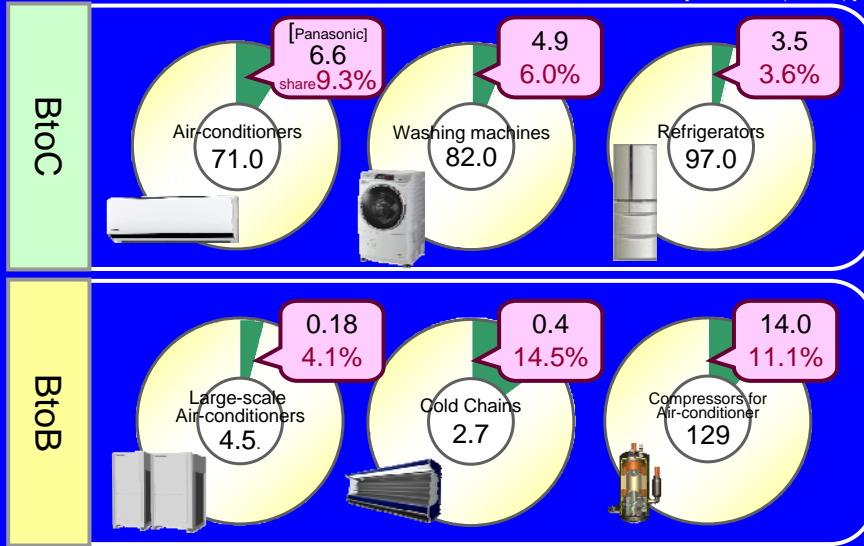 BtoC
[Panasonic]
6.6
share9.3%
Air-conditioners
71.0
4.9
6.0%
Washing machines
82.0
3.5
3.6%
Refrigerators
97.0
BtoB
0.18
4.1%
Large-scale
Air-conditioners
4.5.
0.4
14.5%
Cold Chains
2.7
14.0
11.1%
Compressors for
Air-conditioner
129